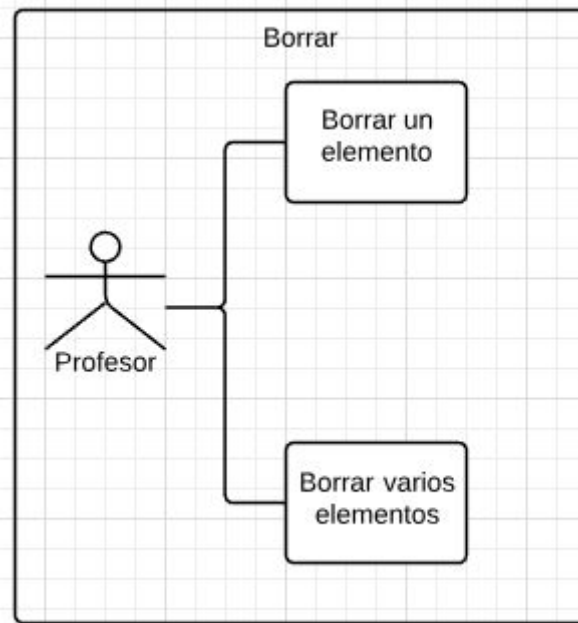 Borrar
Borrar un
elemento
Profesor
Borrar varios
elementos